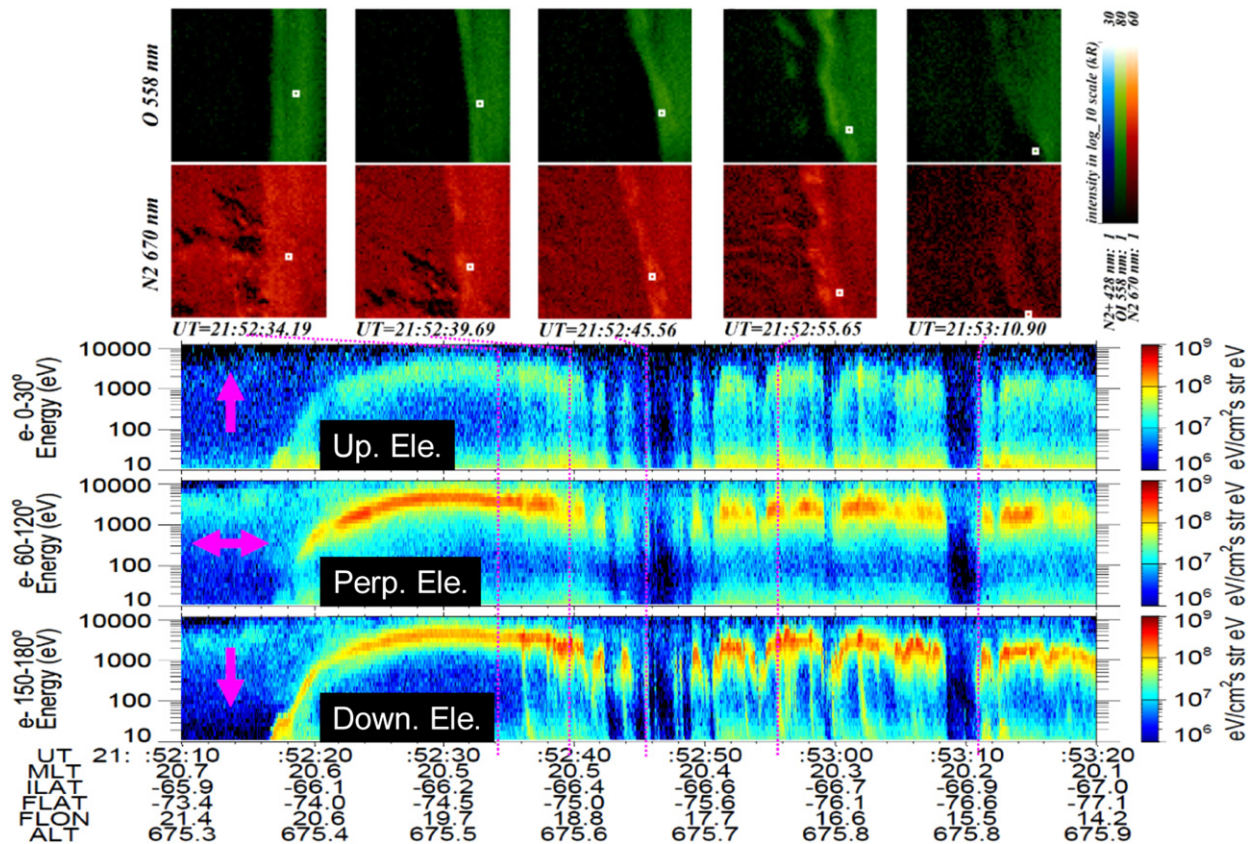 O 558 nm
N2 670 nm
30
80
60
intensity in log_10 scale (kR)
N2+ 428 nm: 1
OI 558 nm: 1
N2 670 nm: 1
UT=21:52:34.19 UT=21:52:39.69 UT=21:52:45.56 UT=21:52:55.65 UT=21:53:10.90
e- 0-30º
Energy (eV)
10000
1000
100
10
Up. Ele.
10⁹
10⁸
10⁷
10⁶
eV/cm² s str eV
e- 60-120º
Energy (eV)
10000
1000
100
10
Perp. Ele.
10⁹
10⁸
10⁷
10⁶
eV/cm² s str eV
e- 150-180º
Energy (eV)
10000
1000
100
10
Down. Ele.
10⁹
10⁸
10⁷
10⁶
eV/cm² s str eV
UT 21: :52:10 :52:20 :52:30 :52:40 :52:50 :53:00 :53:10 :53:20
MLT 20.7 20.6 20.5 20.5 20.4 20.3 20.2 20.1
ILAT -65.9 -66.1 -66.2 -66.4 -66.6 -66.7 -66.9 -67.0
FLAT -73.4 -74.0 -74.5 -75.0 -75.6 -76.1 -76.6 -77.1
FLON 21.4 20.6 19.7 18.8 17.7 16.6 15.5 14.2
ALT 675.3 675.4 675.5 675.6 675.7 675.8 675.8 675.9